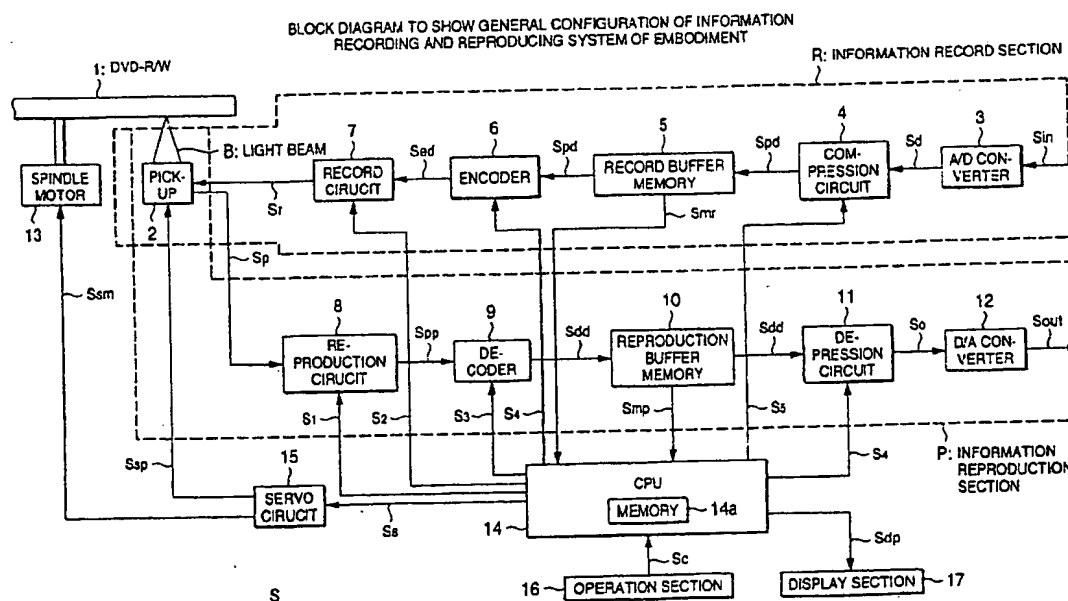 BLOCK DIAGRAM TO SHOW GENERAL CONFIGURATION OF INFORMATION
RECORDING AND REPRODUCING SYSTEM OF EMBODIMENT
R: INFORMATION RECORD SECTION
1: DVD-R/W
B: LIGHT BEAM
SPINDLE
MOTOR
13
PICK-
UP
2
7
RECORD
CIRUCIT
6
ENCODER
5
RECORD BUFFER
MEMORY
4
COM-
PRESSION
CIRCUIT
3
A/D CON-
VERTER
Sr
Sed
Spd
Spd
Sd
Sin
Smr
Sp
Ssm
8
RE-
PRODUCTION
CIRUCIT
9
DE-
CODER
10
REPRODUCTION
BUFFER
MEMORY
11
DE-
PRESSION
CIRCUIT
12
D/A CON-
VERTER
Spp
Sdd
Sdd
So
Sout
S1
S2
S3
S4
Smp
S5
S4
P: INFORMATION
REPRODUCTION
SECTION
Ssp
15
SERVO
CIRUCIT
Ss
CPU
MEMORY
14a
14
Sc
Sdp
16
OPERATION SECTION
DISPLAY SECTION
17
S